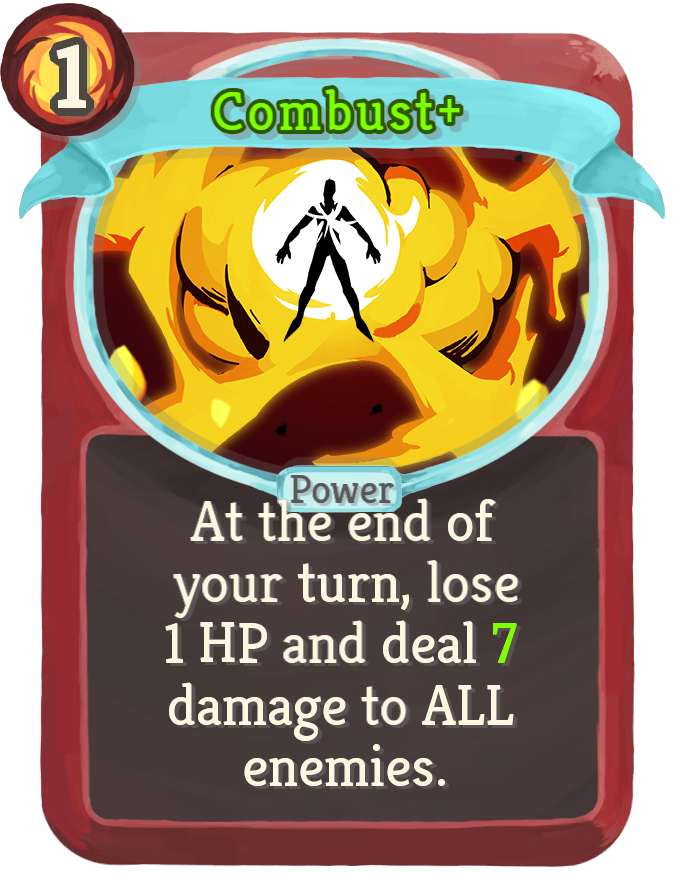 1
Combust+
Power
At the end of
your turn, lose
1 HP and deal 7
damage to ALL
enemies.